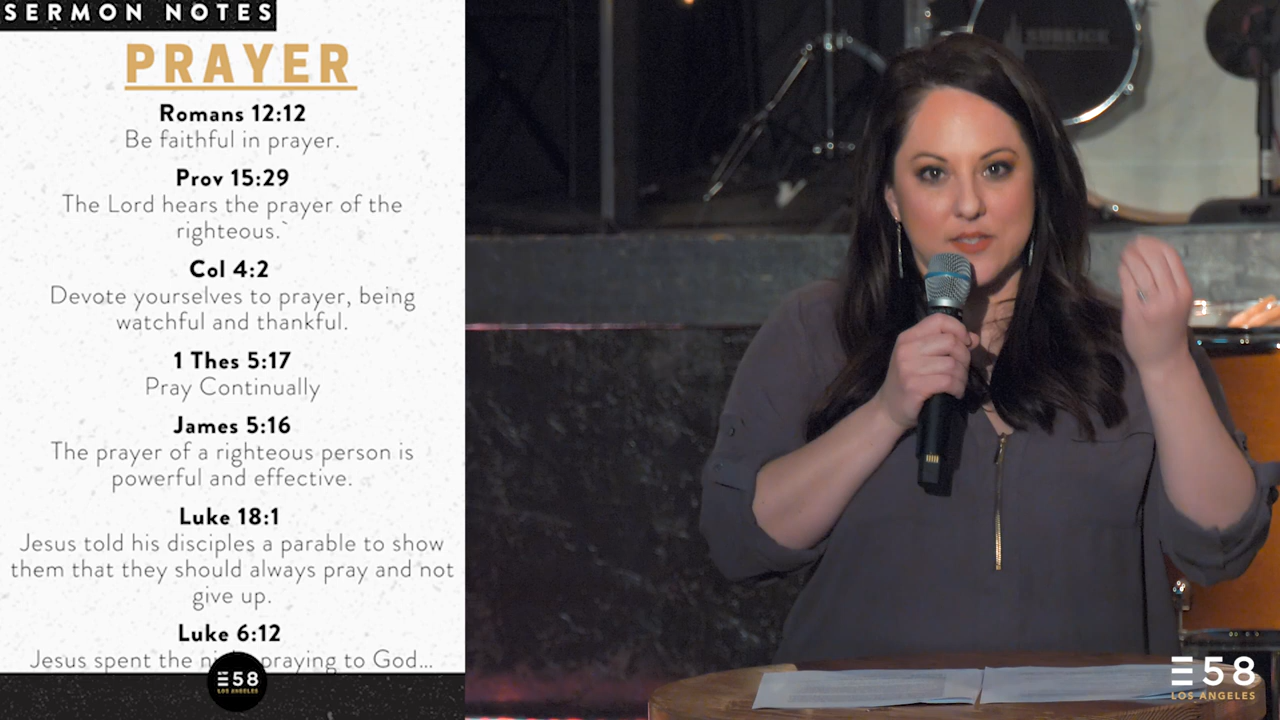 SERMON NOTES
PRAYER
Romans 12:12
Be faithful in prayer.
Prov 15:29
The Lord hears the prayer of the
righteous.`
Col 4:2
Devote yourselves to prayer, being
watchful and thankful.
1 Thes 5:17
Pray Continually
James 5:16
The prayer of a righteous person is
powerful and effective.
Luke 18:1
Jesus told his disciples a parable to show
them that they should always pray and not
give up.
Luke 6:12
Jesus spent the praying to God...
E58
LOS ANGELES
E58
LOS ANGELES